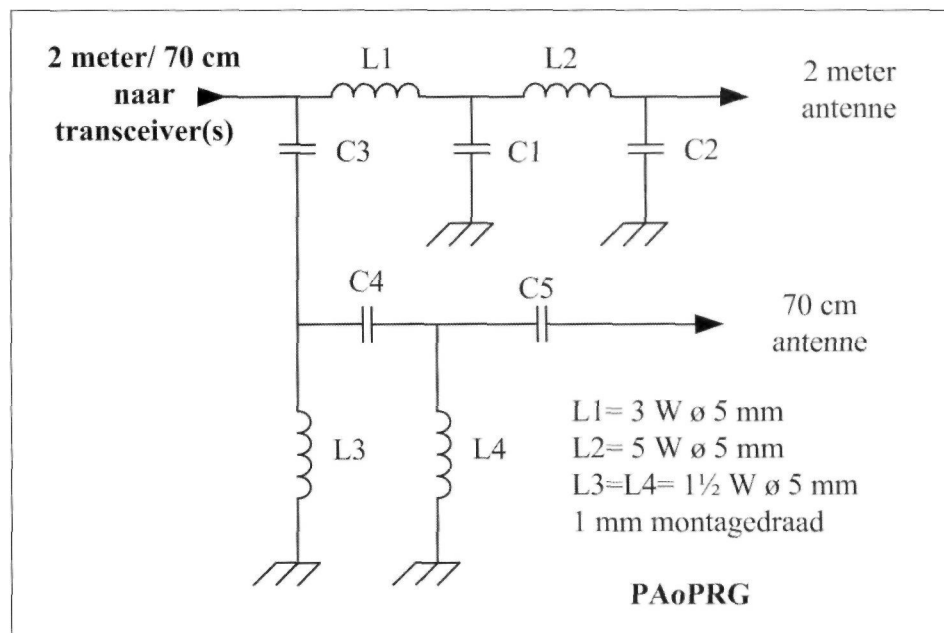 2 meter/ 70 cm
naar
transceiver(s)
L1
L2
2 meter
antenne
C3
C1
C2
C4
C5
70 cm
antenne
L3
L4
L1= 3 W ø 5 mm
L2= 5 W ø 5 mm
L3=L4= 1½ W ø 5 mm
1 mm montagedraad
PAoPRG